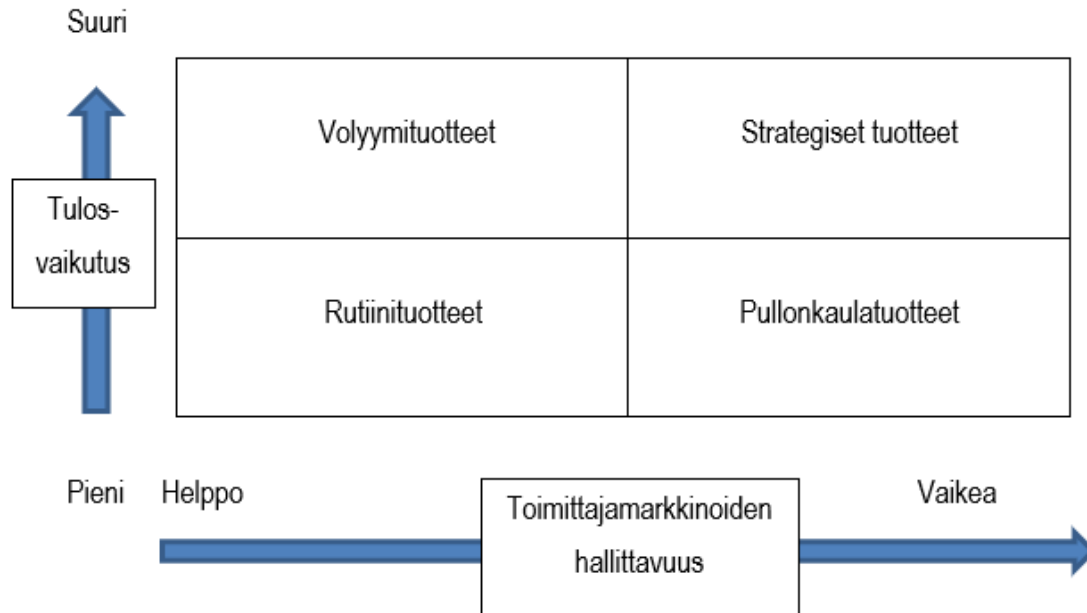 Suuri
Volyymituotteet
Strategiset tuotteet
Tulos-
vaikutus
Rutiinituotteet
Pullonkaulatuotteet
Pieni
Helppo
Toimittajamarkkinoiden
hallittavuus
Vaikea